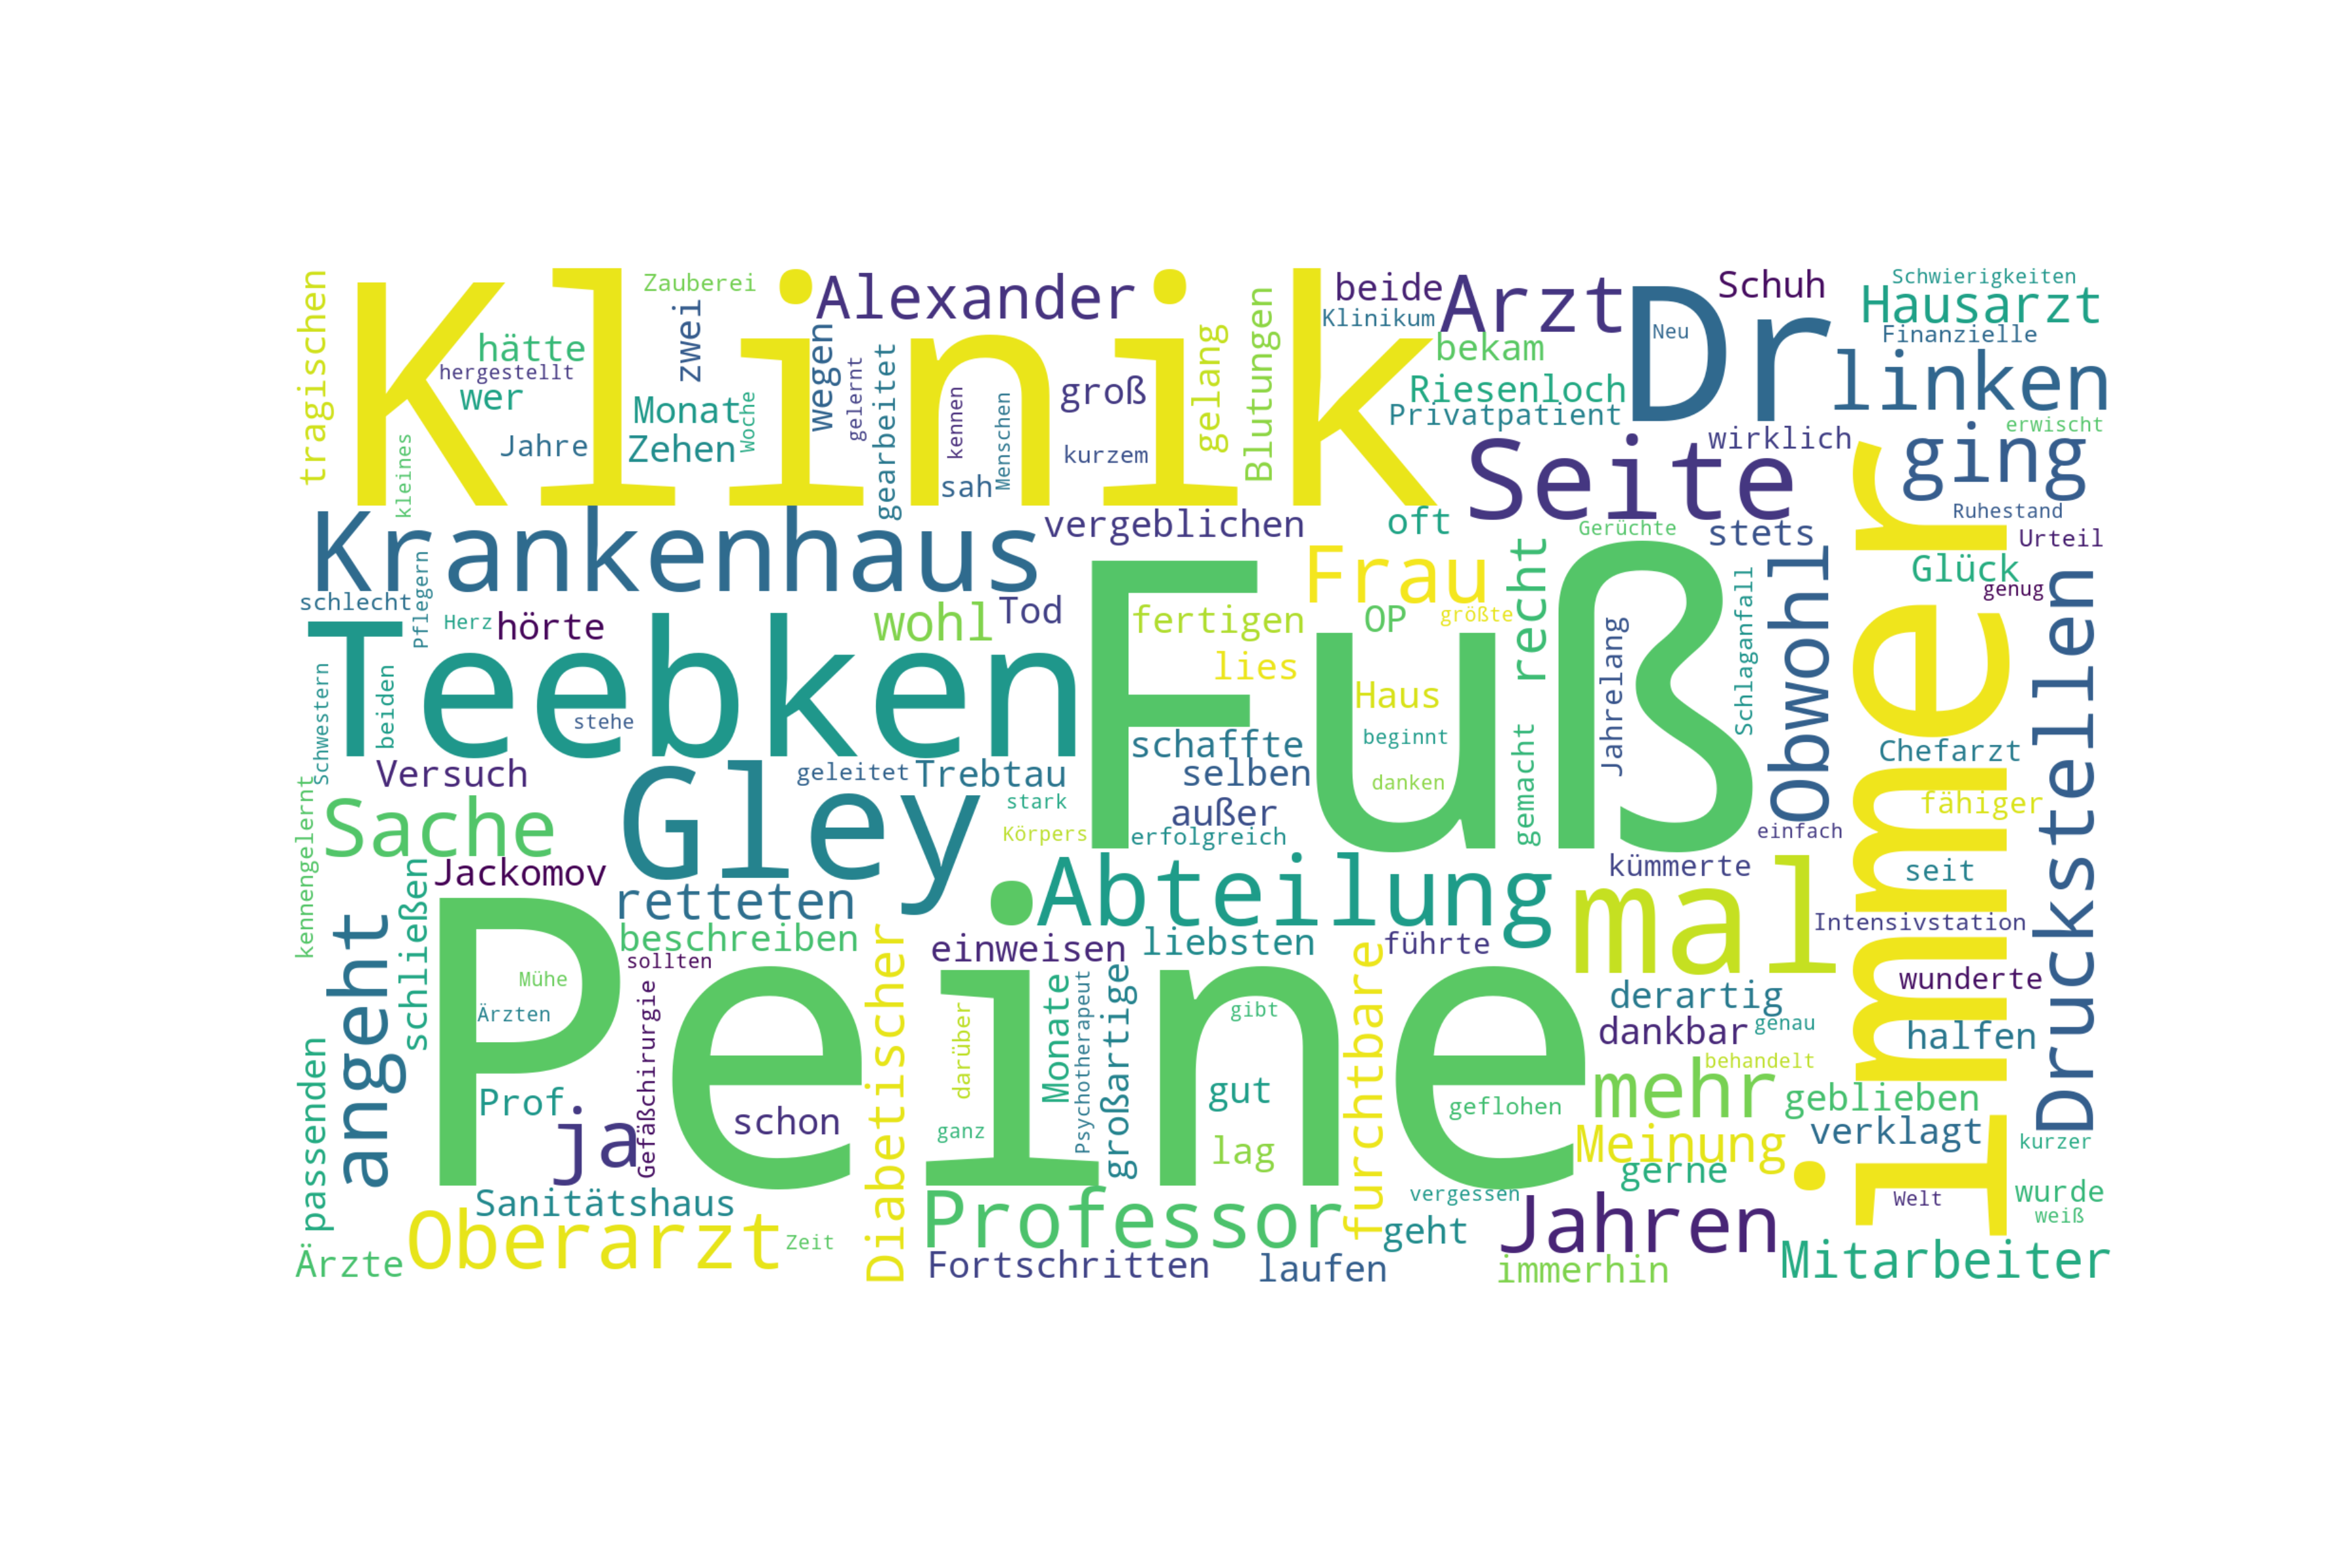 Klinik
Fuß
Peine
immer
Teebken
Dr
Gley
Krankenhaus
Seite
Abteilung
mal
Arzt
Alexander
linken
ging
Frau
Obwohl
Druckstellen
Sache
angeht
ja
Oberarzt
Professor
Jahren
mehr
Mitarbeiter
Meinung
Hausarzt
tragischen
Zauberei
hätte
hergestellt
wer
zwei
Monat
Woche
Zehen
Jahre
kleines
wegen
gelernt
gearbeitet
kennen
Menschen
sah
groß
kurzem
gelang
Blutungen
beide
Klinikum
bekam
Riesenloch
Privatpatient
Neu
Schuh
Schwierigkeiten
Finanzielle
wirklich
erwischt
vergeblichen
oft
Gerüchte
stets
Ruhestand
Urteil
Glück
genug
schlecht
Pflegern
Herz
hörte
wohl
Tod
fertigen
OP
größte
recht
lies
Haus
Jahrelang
Schlaganfall
Schwestern
beiden
stehe
schaffte
beginnt
Chefarzt
Versuch
geleitet
Trebtau
selben
danken
gemacht
fähiger
kennengelernt
stark
außer
Körpers
erfolgreich
einfach
Jackomov
schließen
retteten
kümmerte
seit
beschreiben
sollten
einweisen
liebsten
führte
Intensivstation
wunderte
Mühe
Ärzten
Gefäßchirurgie
Diabetischer
darüber
Monate
Psychotherapeut
großartige
gibt
furchtbare
derartig
dankbar
genau
halfen
behandelt
passenden
Prof
schon
ganz
gut
lag
geflohen
geblieben
verklagt
kurzer
gerne
Sanitätshaus
vergessen
Welt
wurde
weiß
Zeit
geht
Ärzte
Fortschritten
laufen
immerhin